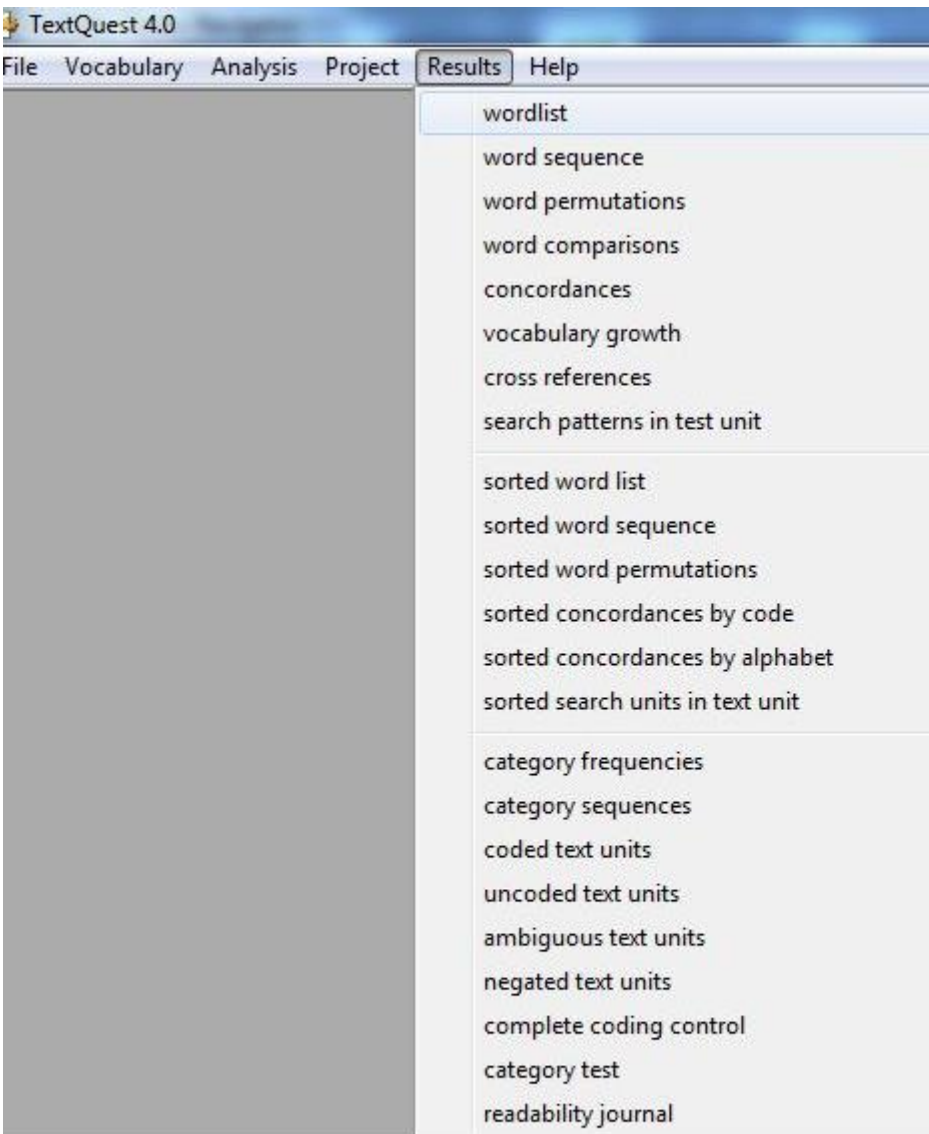 TextQuest 4.0
File Vocabulary Analysis Project Results Help
wordlist
word sequence
word permutations
word comparisons
concordances
vocabulary growth
cross references
search patterns in test unit
sorted word list
sorted word sequence
sorted word permutations
sorted concordances by code
sorted concordances by alphabet
sorted search units in text unit
category frequencies
category sequences
coded text units
uncoded text units
ambiguous text units
negated text units
complete coding control
category test
readability journal